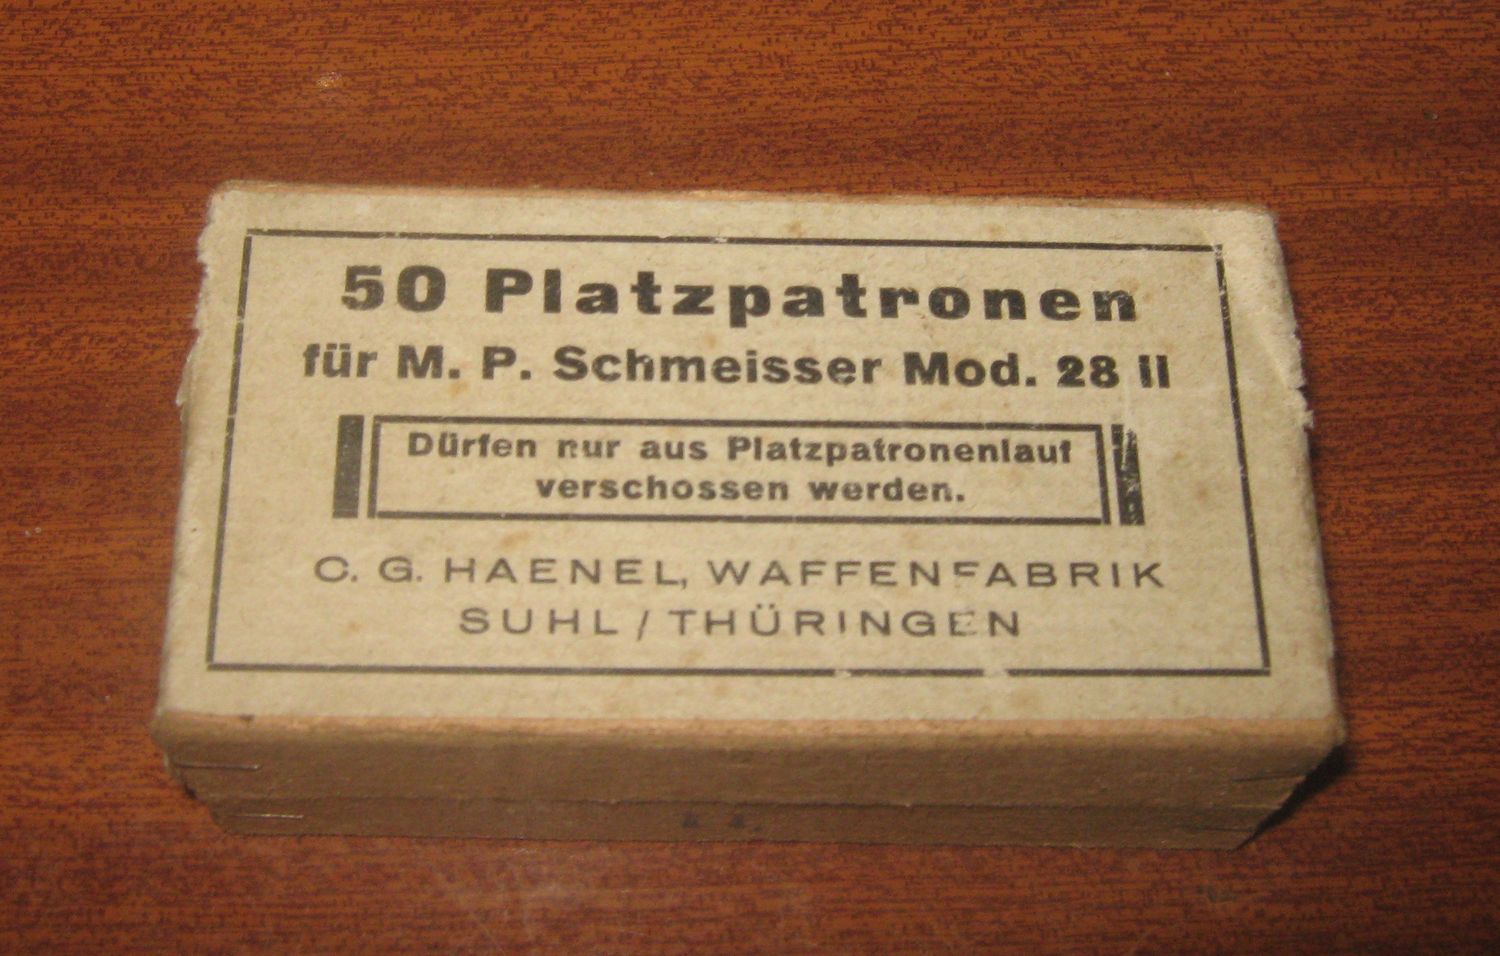 50 Platzpatronen
für M. P. Schmeisser Mod. 28 II
Dürfen nur aus Platzpatronenlauf
verschossen werden.
C. G. HAENEL, WAFFENFABRIK
SUHL / THÜRINGEN